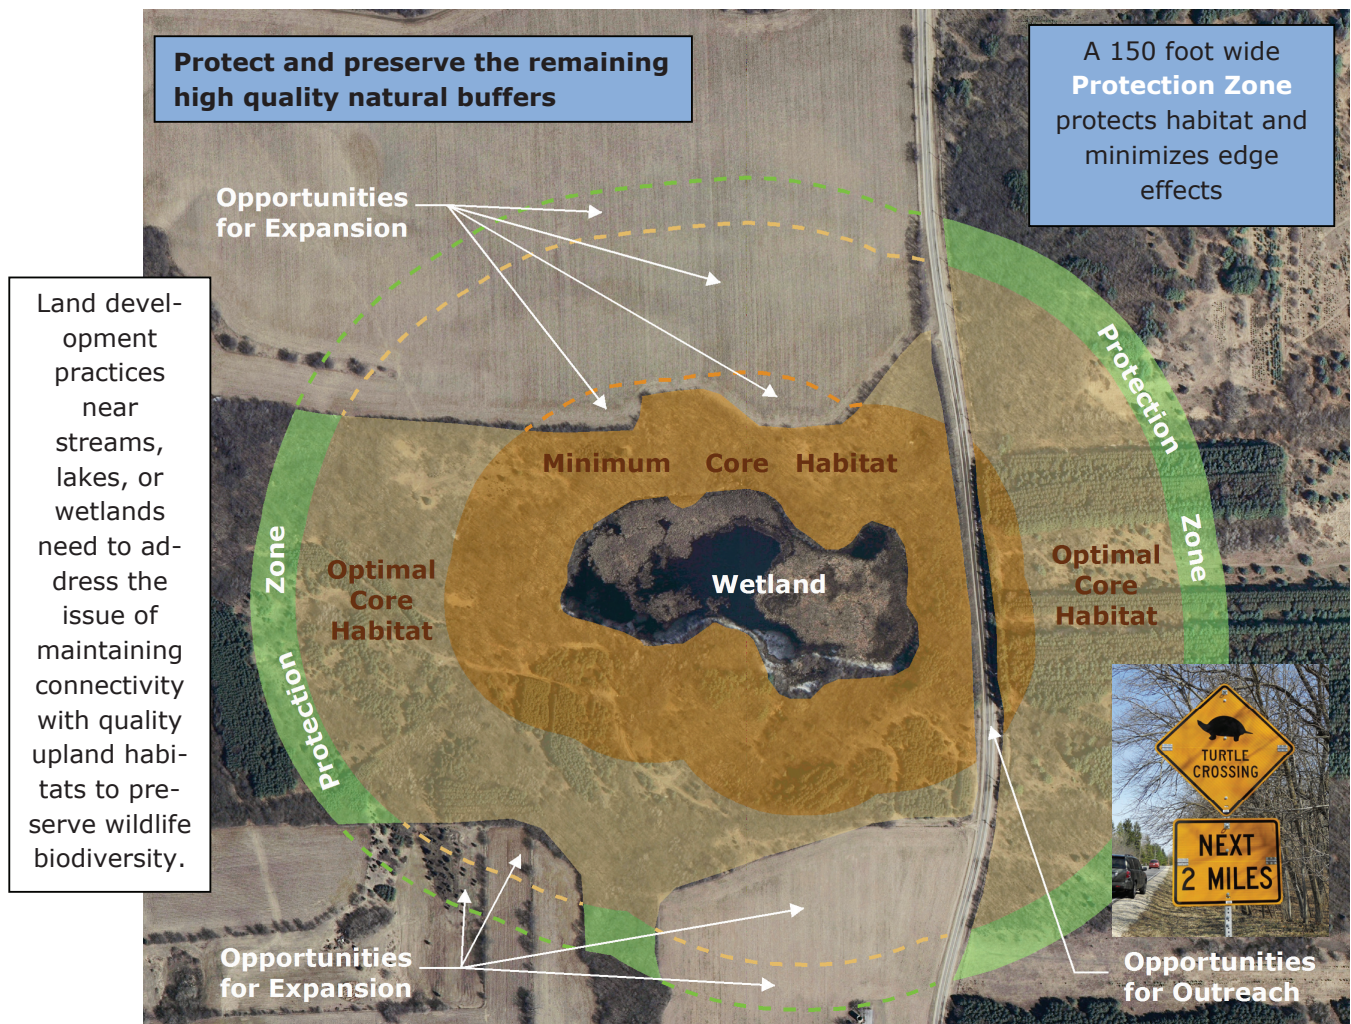 Protect and preserve the remaining
high quality natural buffers
A 150 foot wide
Protection Zone
protects habitat and
minimizes edge
effects
Opportunities
for Expansion
Land devel-
opment
practices
near
streams,
lakes, or
wetlands
need to ad-
dress the
issue of
maintaining
connectivity
with quality
upland habi-
tats to pre-
serve wildlife
biodiversity.
Protection
Zone
Minimum Core Habitat
Wetland
Optimal
Core
Habitat
Optimal
Core
Habitat
Zone
Protection
TURTLE
CROSSING
NEXT
2 MILES
Opportunities
for Expansion
Opportunities
for Outreach